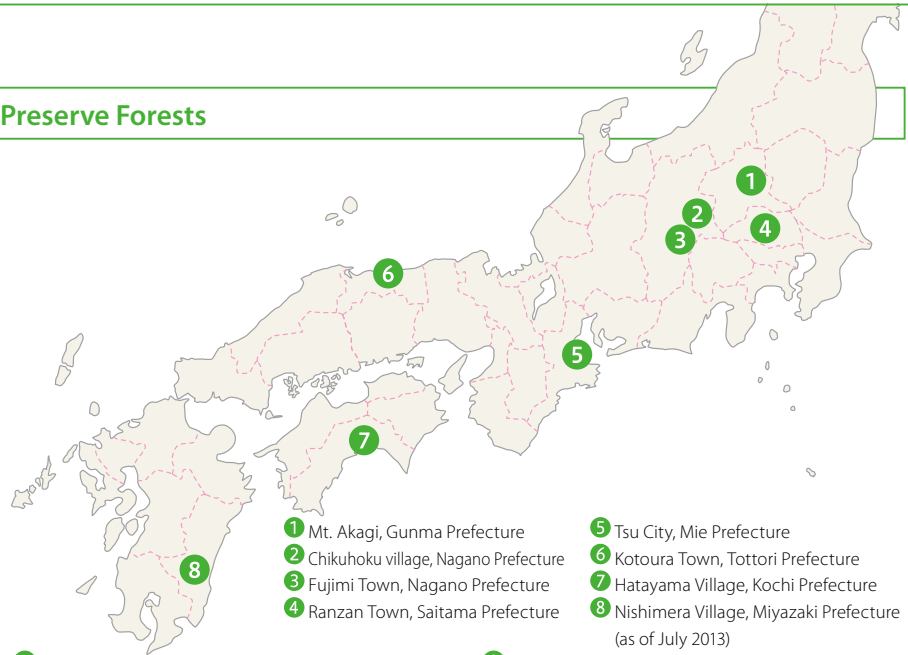 Preserve Forests
1
2
3
4
5
6
7
8
1 Mt. Akagi, Gunma Prefecture
2 Chikuhoku village, Nagano Prefecture
3 Fujimi Town, Nagano Prefecture
4 Ranzan Town, Saitama Prefecture
5 Tsu City, Mie Prefecture
6 Kotoura Town, Tottori Prefecture
7 Hatayama Village, Kochi Prefecture
8 Nishimera Village, Miyazaki Prefecture
(as of July 2013)